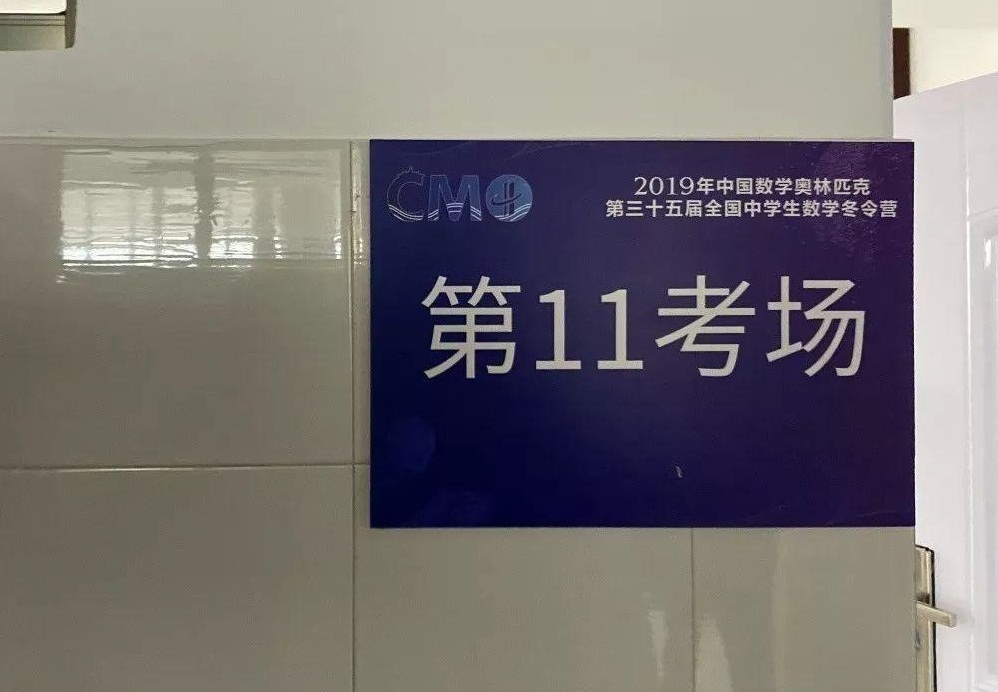 CMO
2019年中国数学奥林匹克
第三十五届全国中学生数学冬令营
第11考场